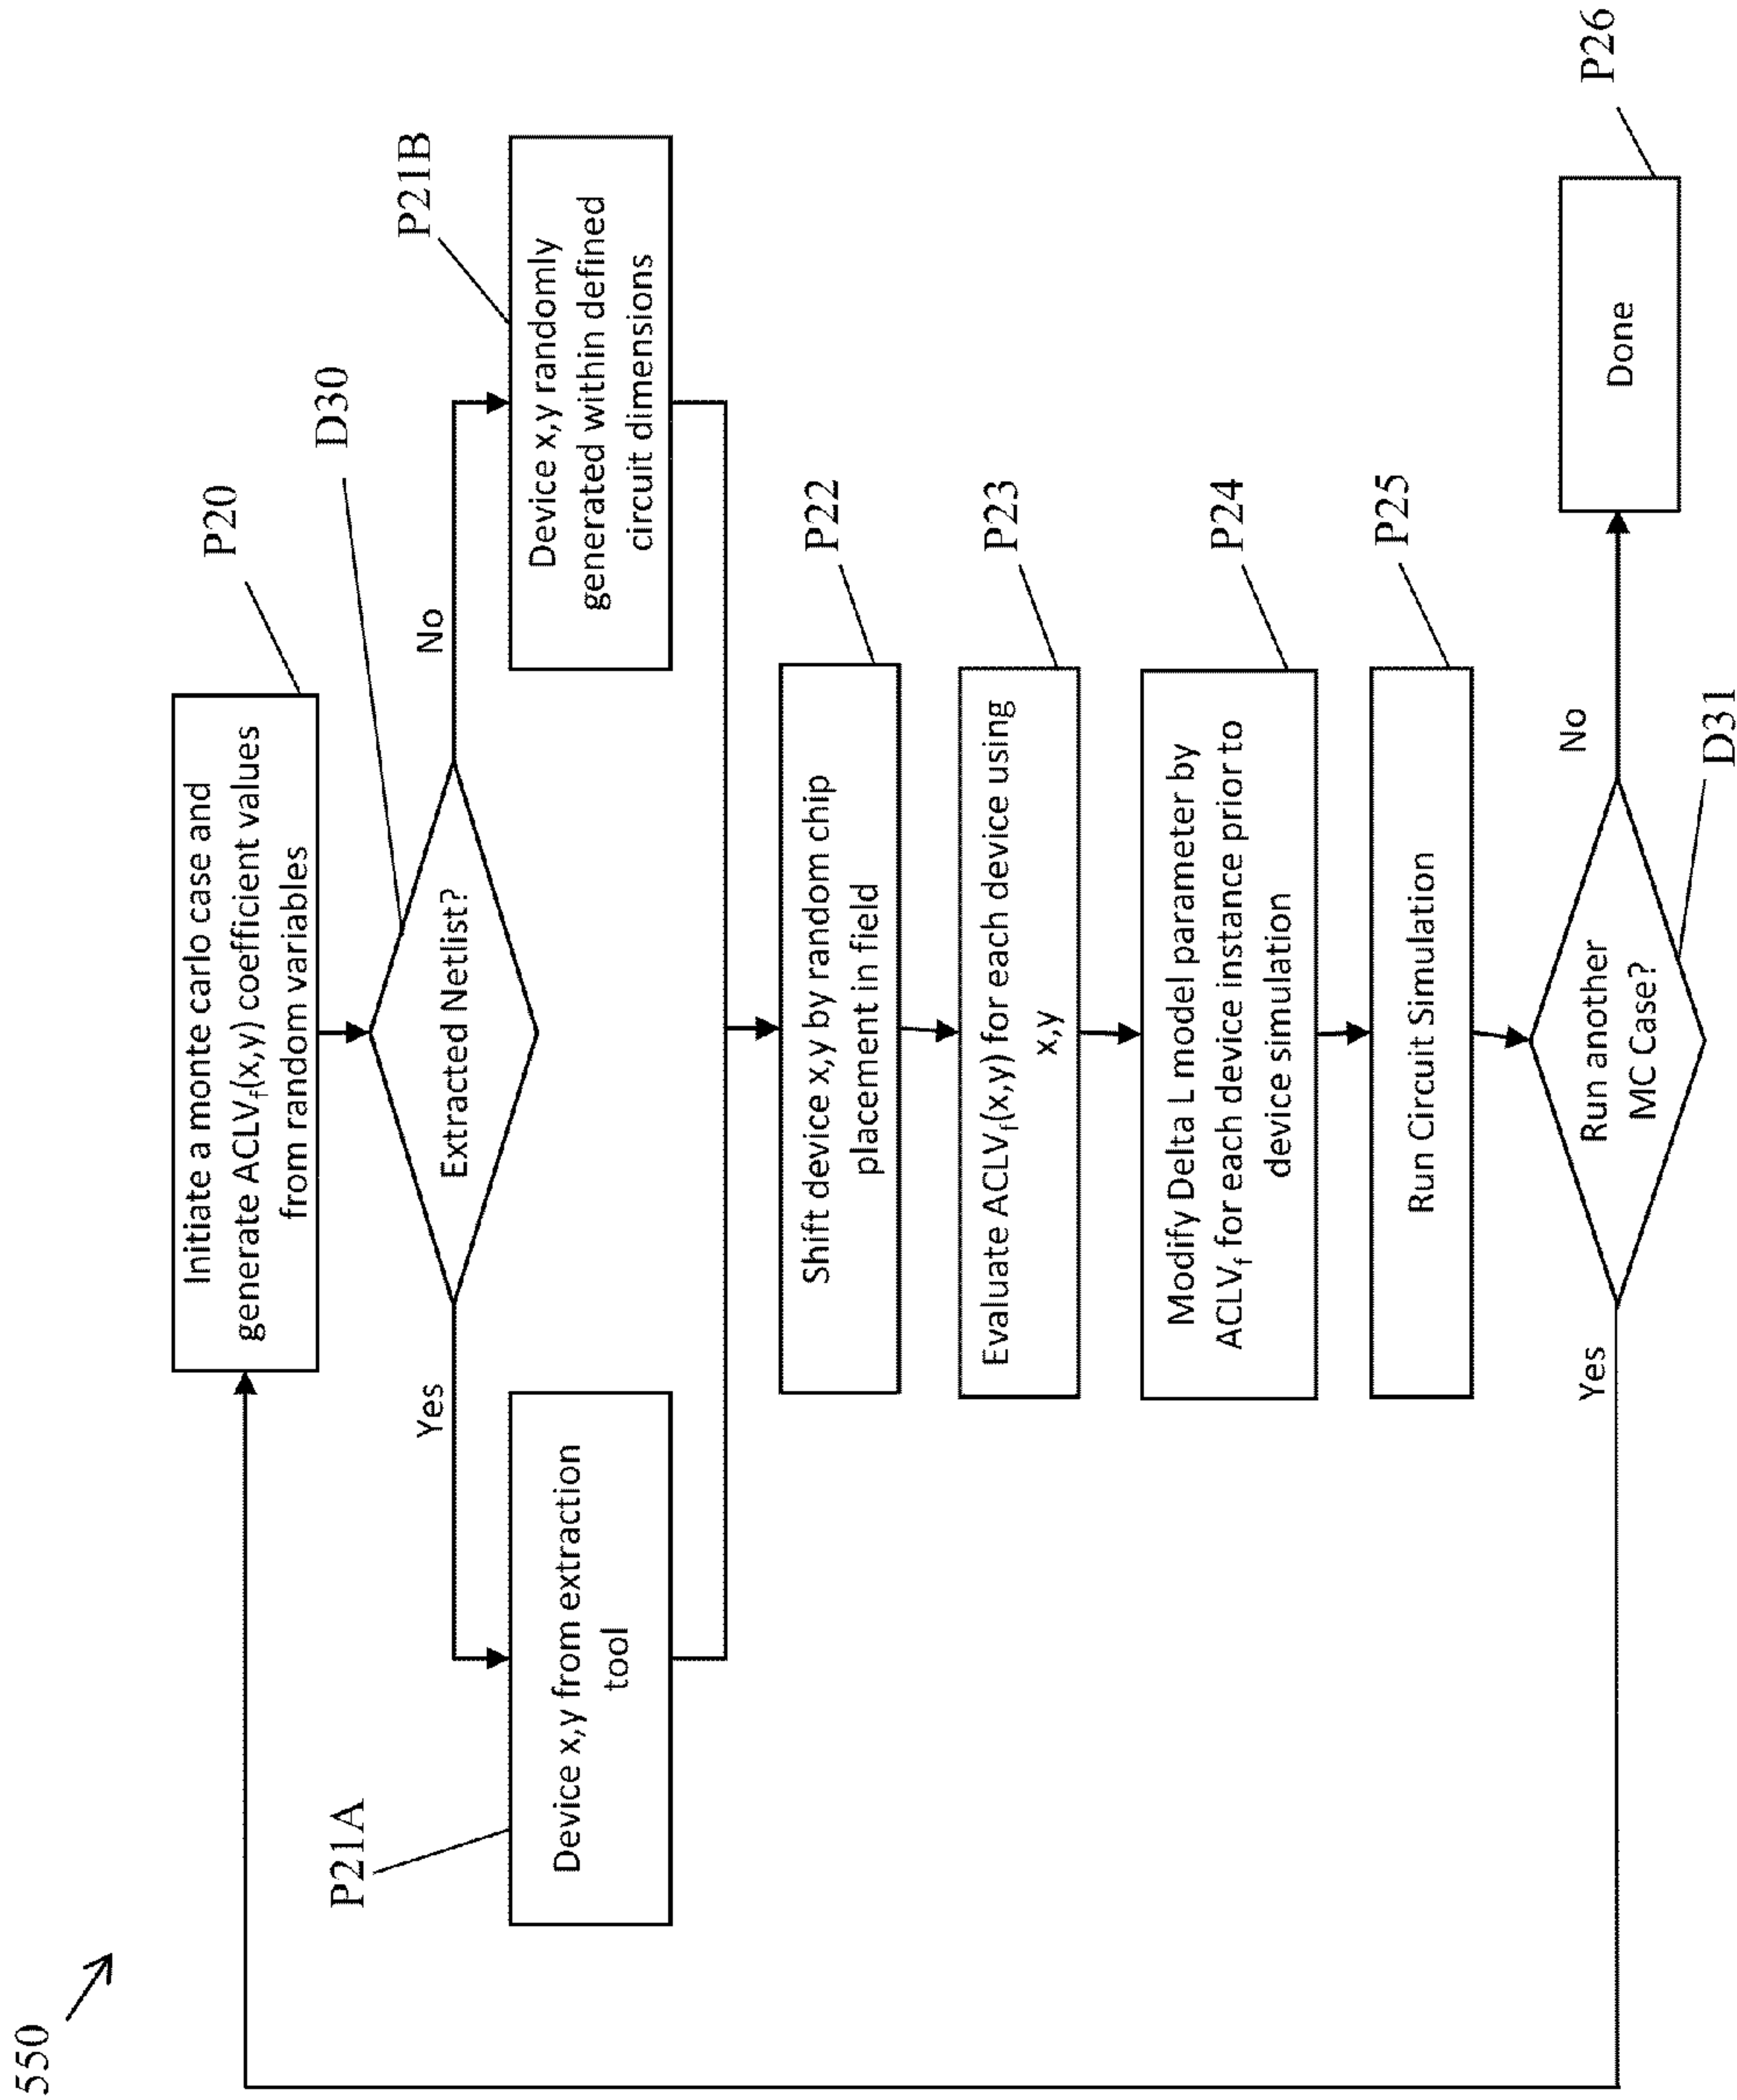 550
P20
Initiate a monte carlo case and
generate ACLVf(x,y) coefficient values
from random variables
D30
Extracted Netlist?
Yes
No
P21A
Device x,y from extraction
tool
P21B
Device x,y randomly
generated within defined
circuit dimensions
P22
Shift device x,y by random chip
placement in field
P23
Evaluate ACLVf(x,y) for each device using
x,y
P24
Modify Delta L model parameter by
ACLVf for each device instance prior to
device simulation
P25
Run Circuit Simulation
Run another
MC Case?
Yes
No
D31
Done
P26